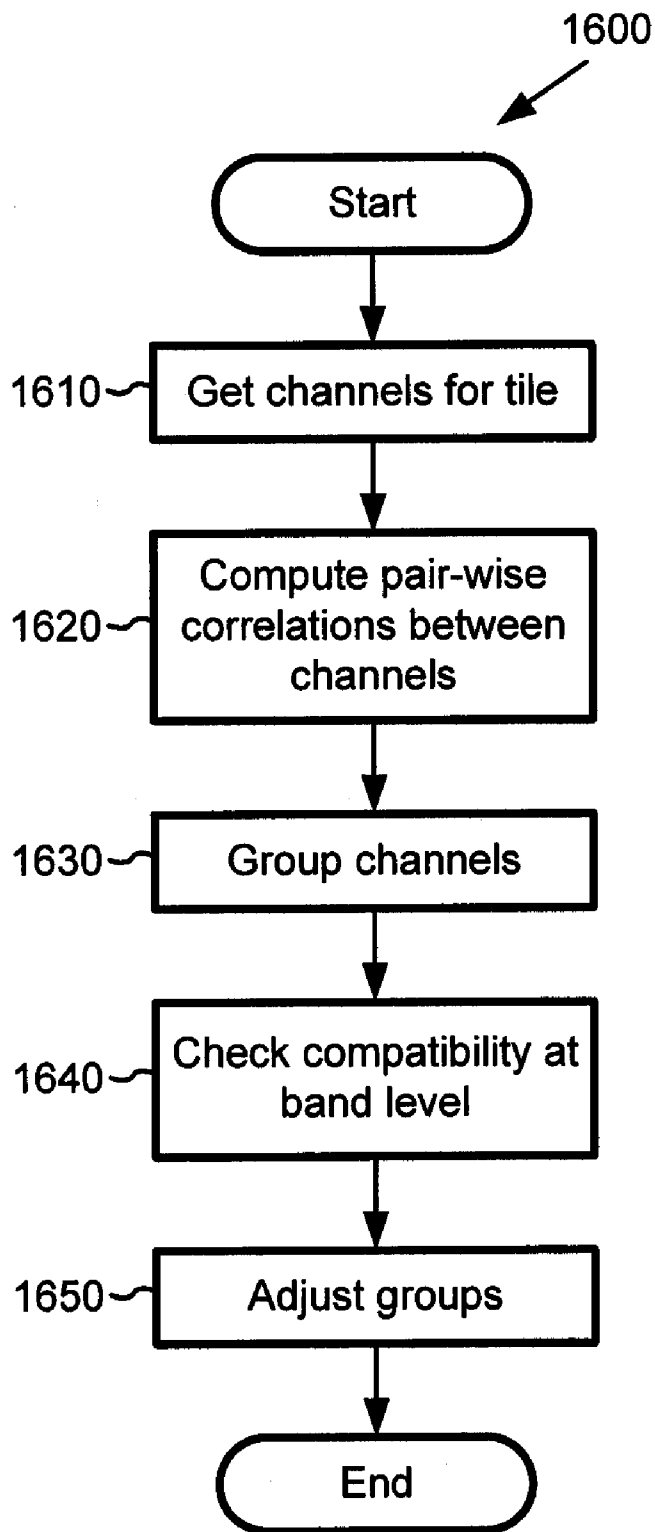 1600
Start
1610
Get channels for tile
1620
Compute pair-wise
correlations between
channels
1630
Group channels
1640
Check compatibility at
band level
1650
Adjust groups
End